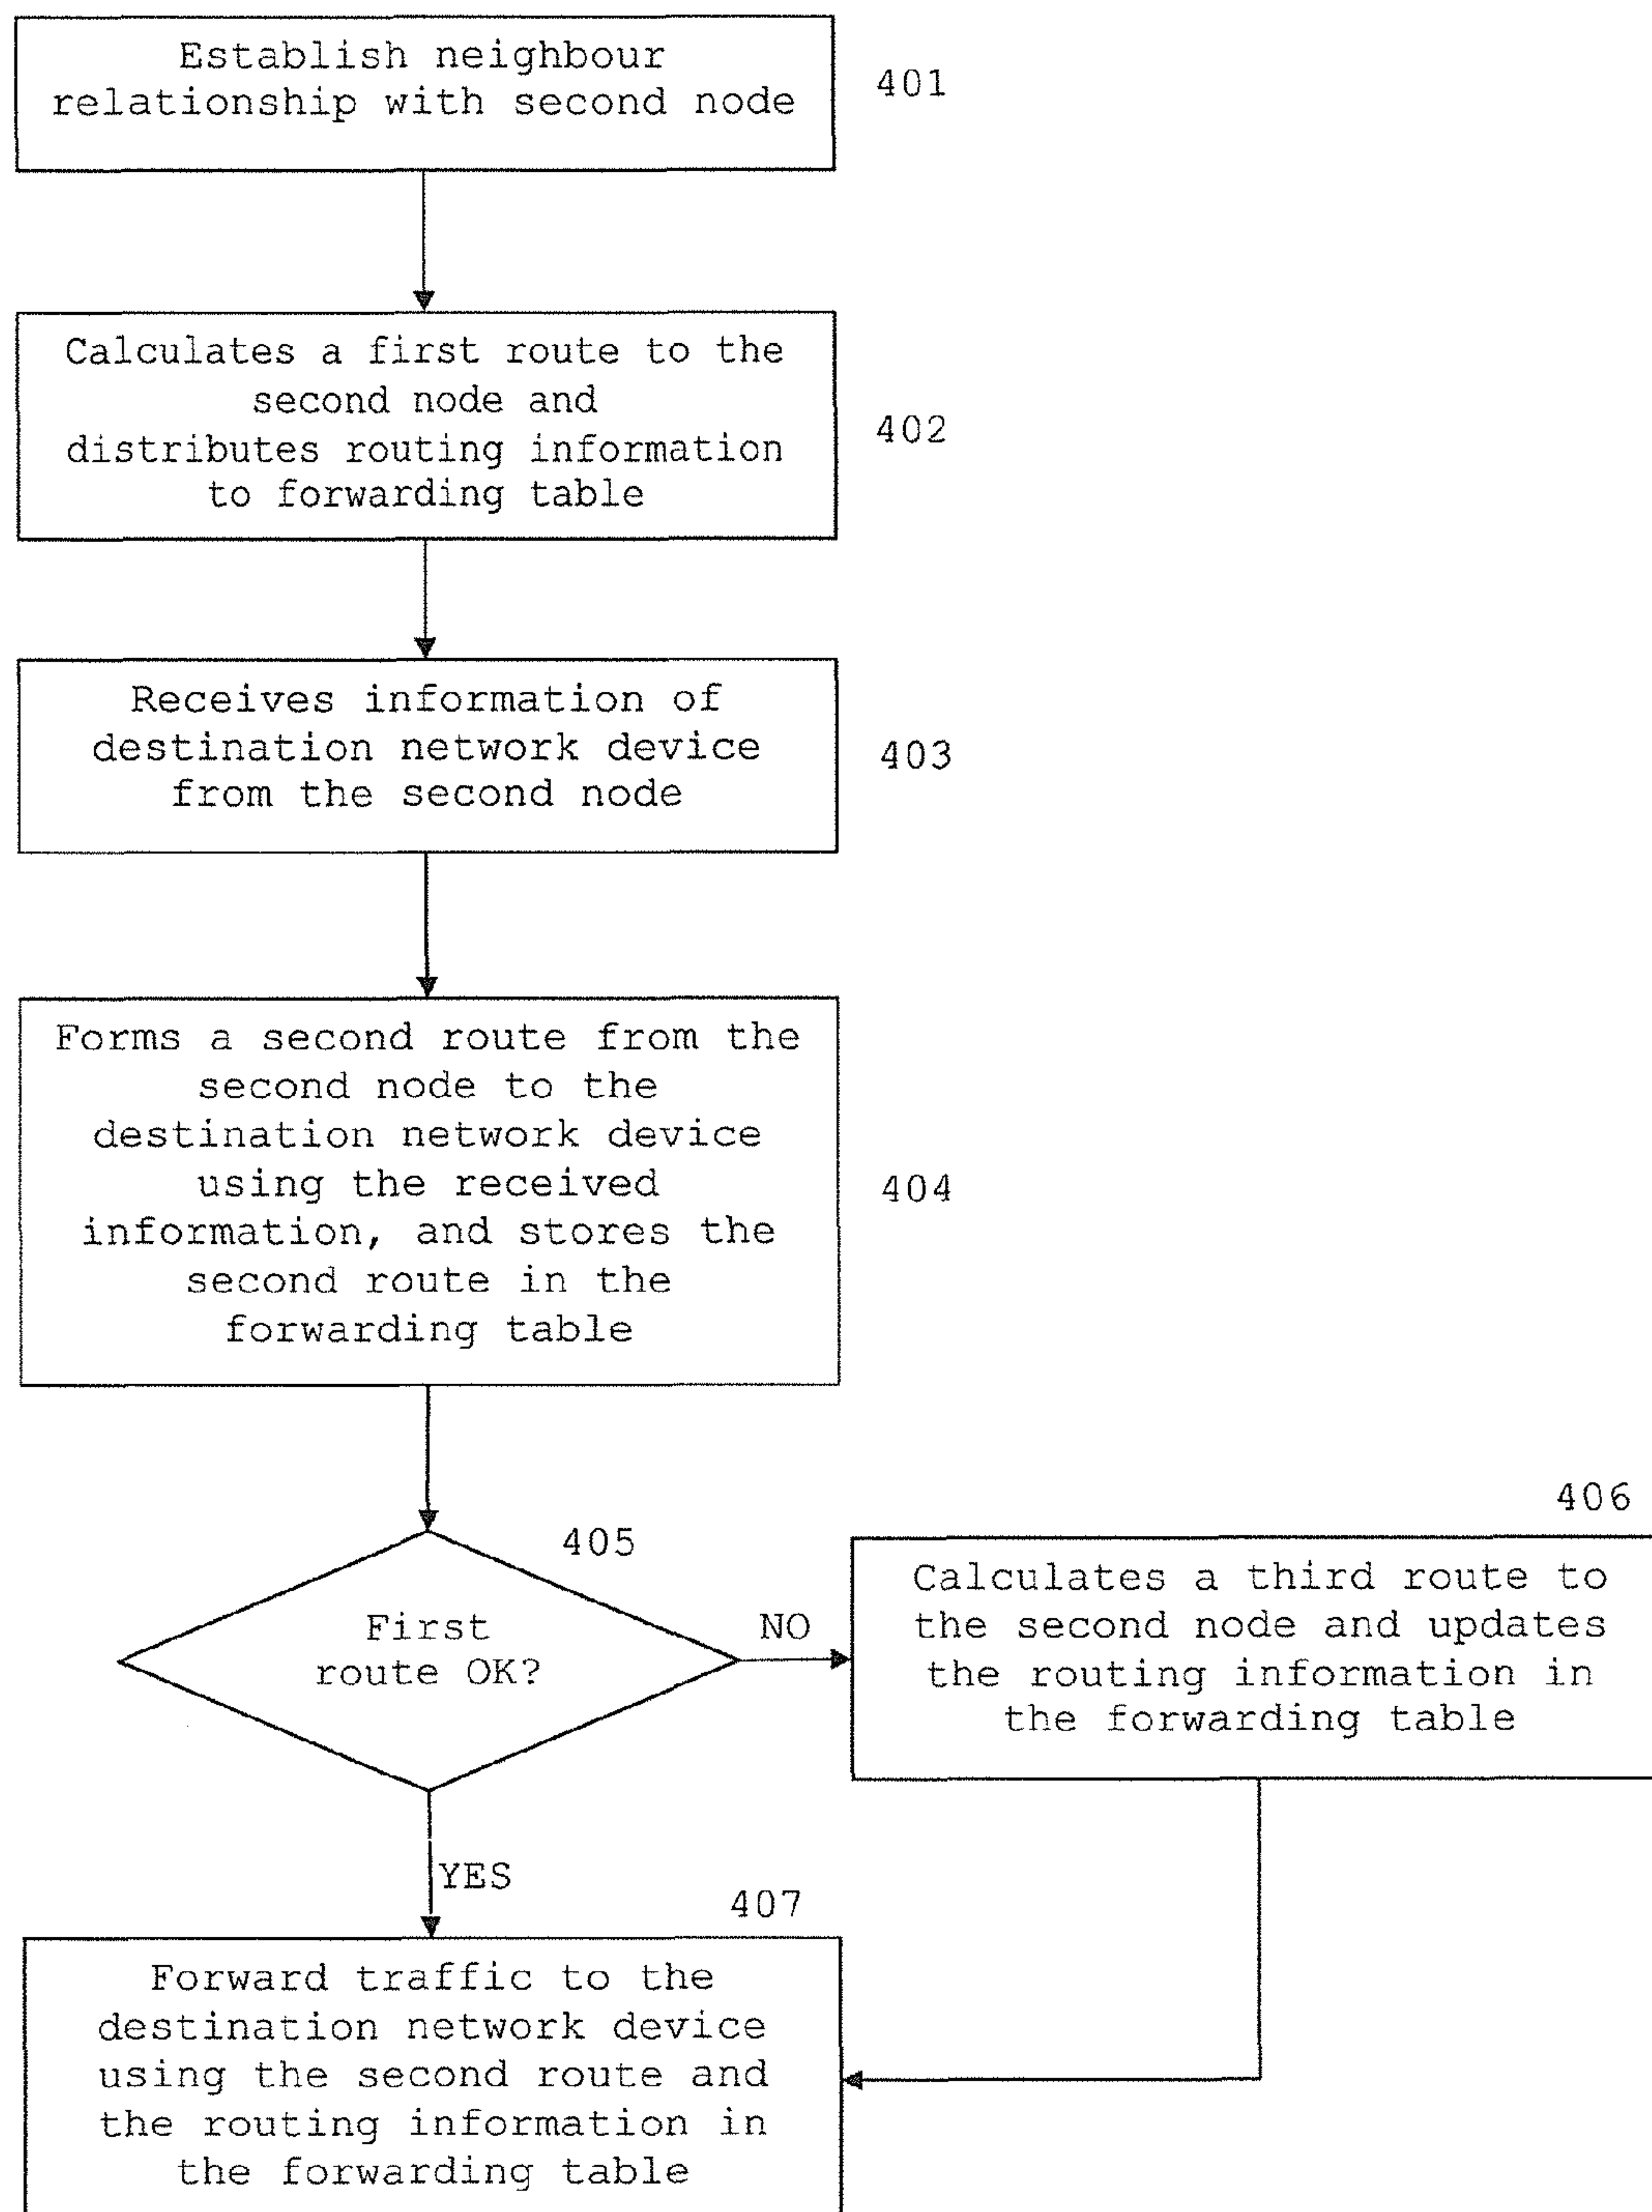 Establish neighbour
relationship with second node
401
Calculates a first route to the
second node and
distributes routing information
to forwarding table
402
Receives information of
destination network device
from the second node
403
Forms a second route from the
second node to the
destination network device
using the received
information, and stores the
second route in the
forwarding table
404
405
First
route OK?
NO
406
Calculates a third route to
the second node and updates
the routing information in
the forwarding table
YES
407
Forward traffic to the
destination network device
using the second route and
the routing information in
the forwarding table